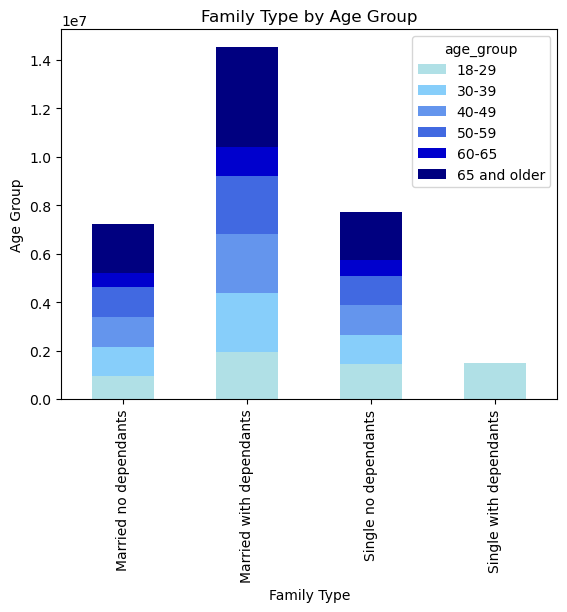 Family Type by Age Group
1e7
age_group
18-29
30-39
40-49
50-59
60-65
65 and older
Age Group
1.4
1.2
1.0
0.8
0.6
0.4
0.2
0.0
Married no dependants
Married with dependants
Single no dependants
Single with dependants
Family Type